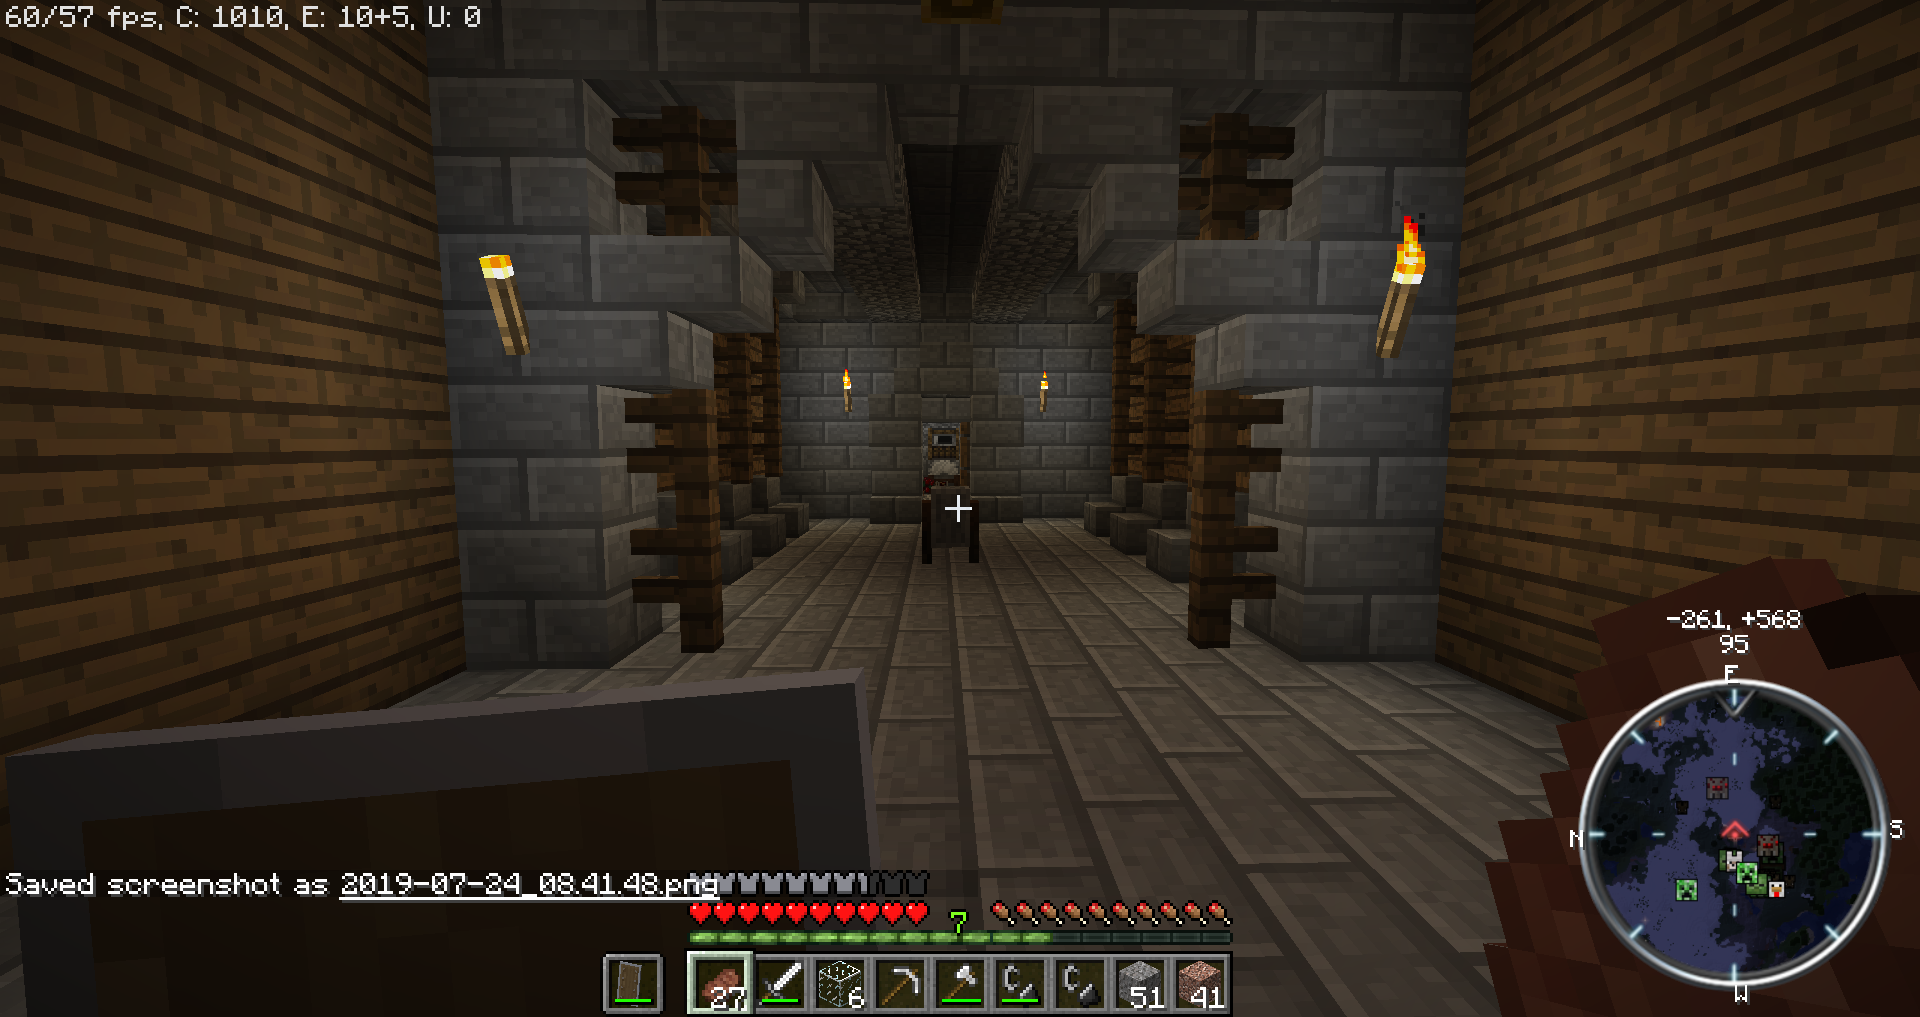 60/57 fps, C: 1010, E: 10+5, U: 0
-261, +568
95
E
N
S
W
Saved screenshot as 2019-07-24_08.41.48.png
7
27
6
51
41